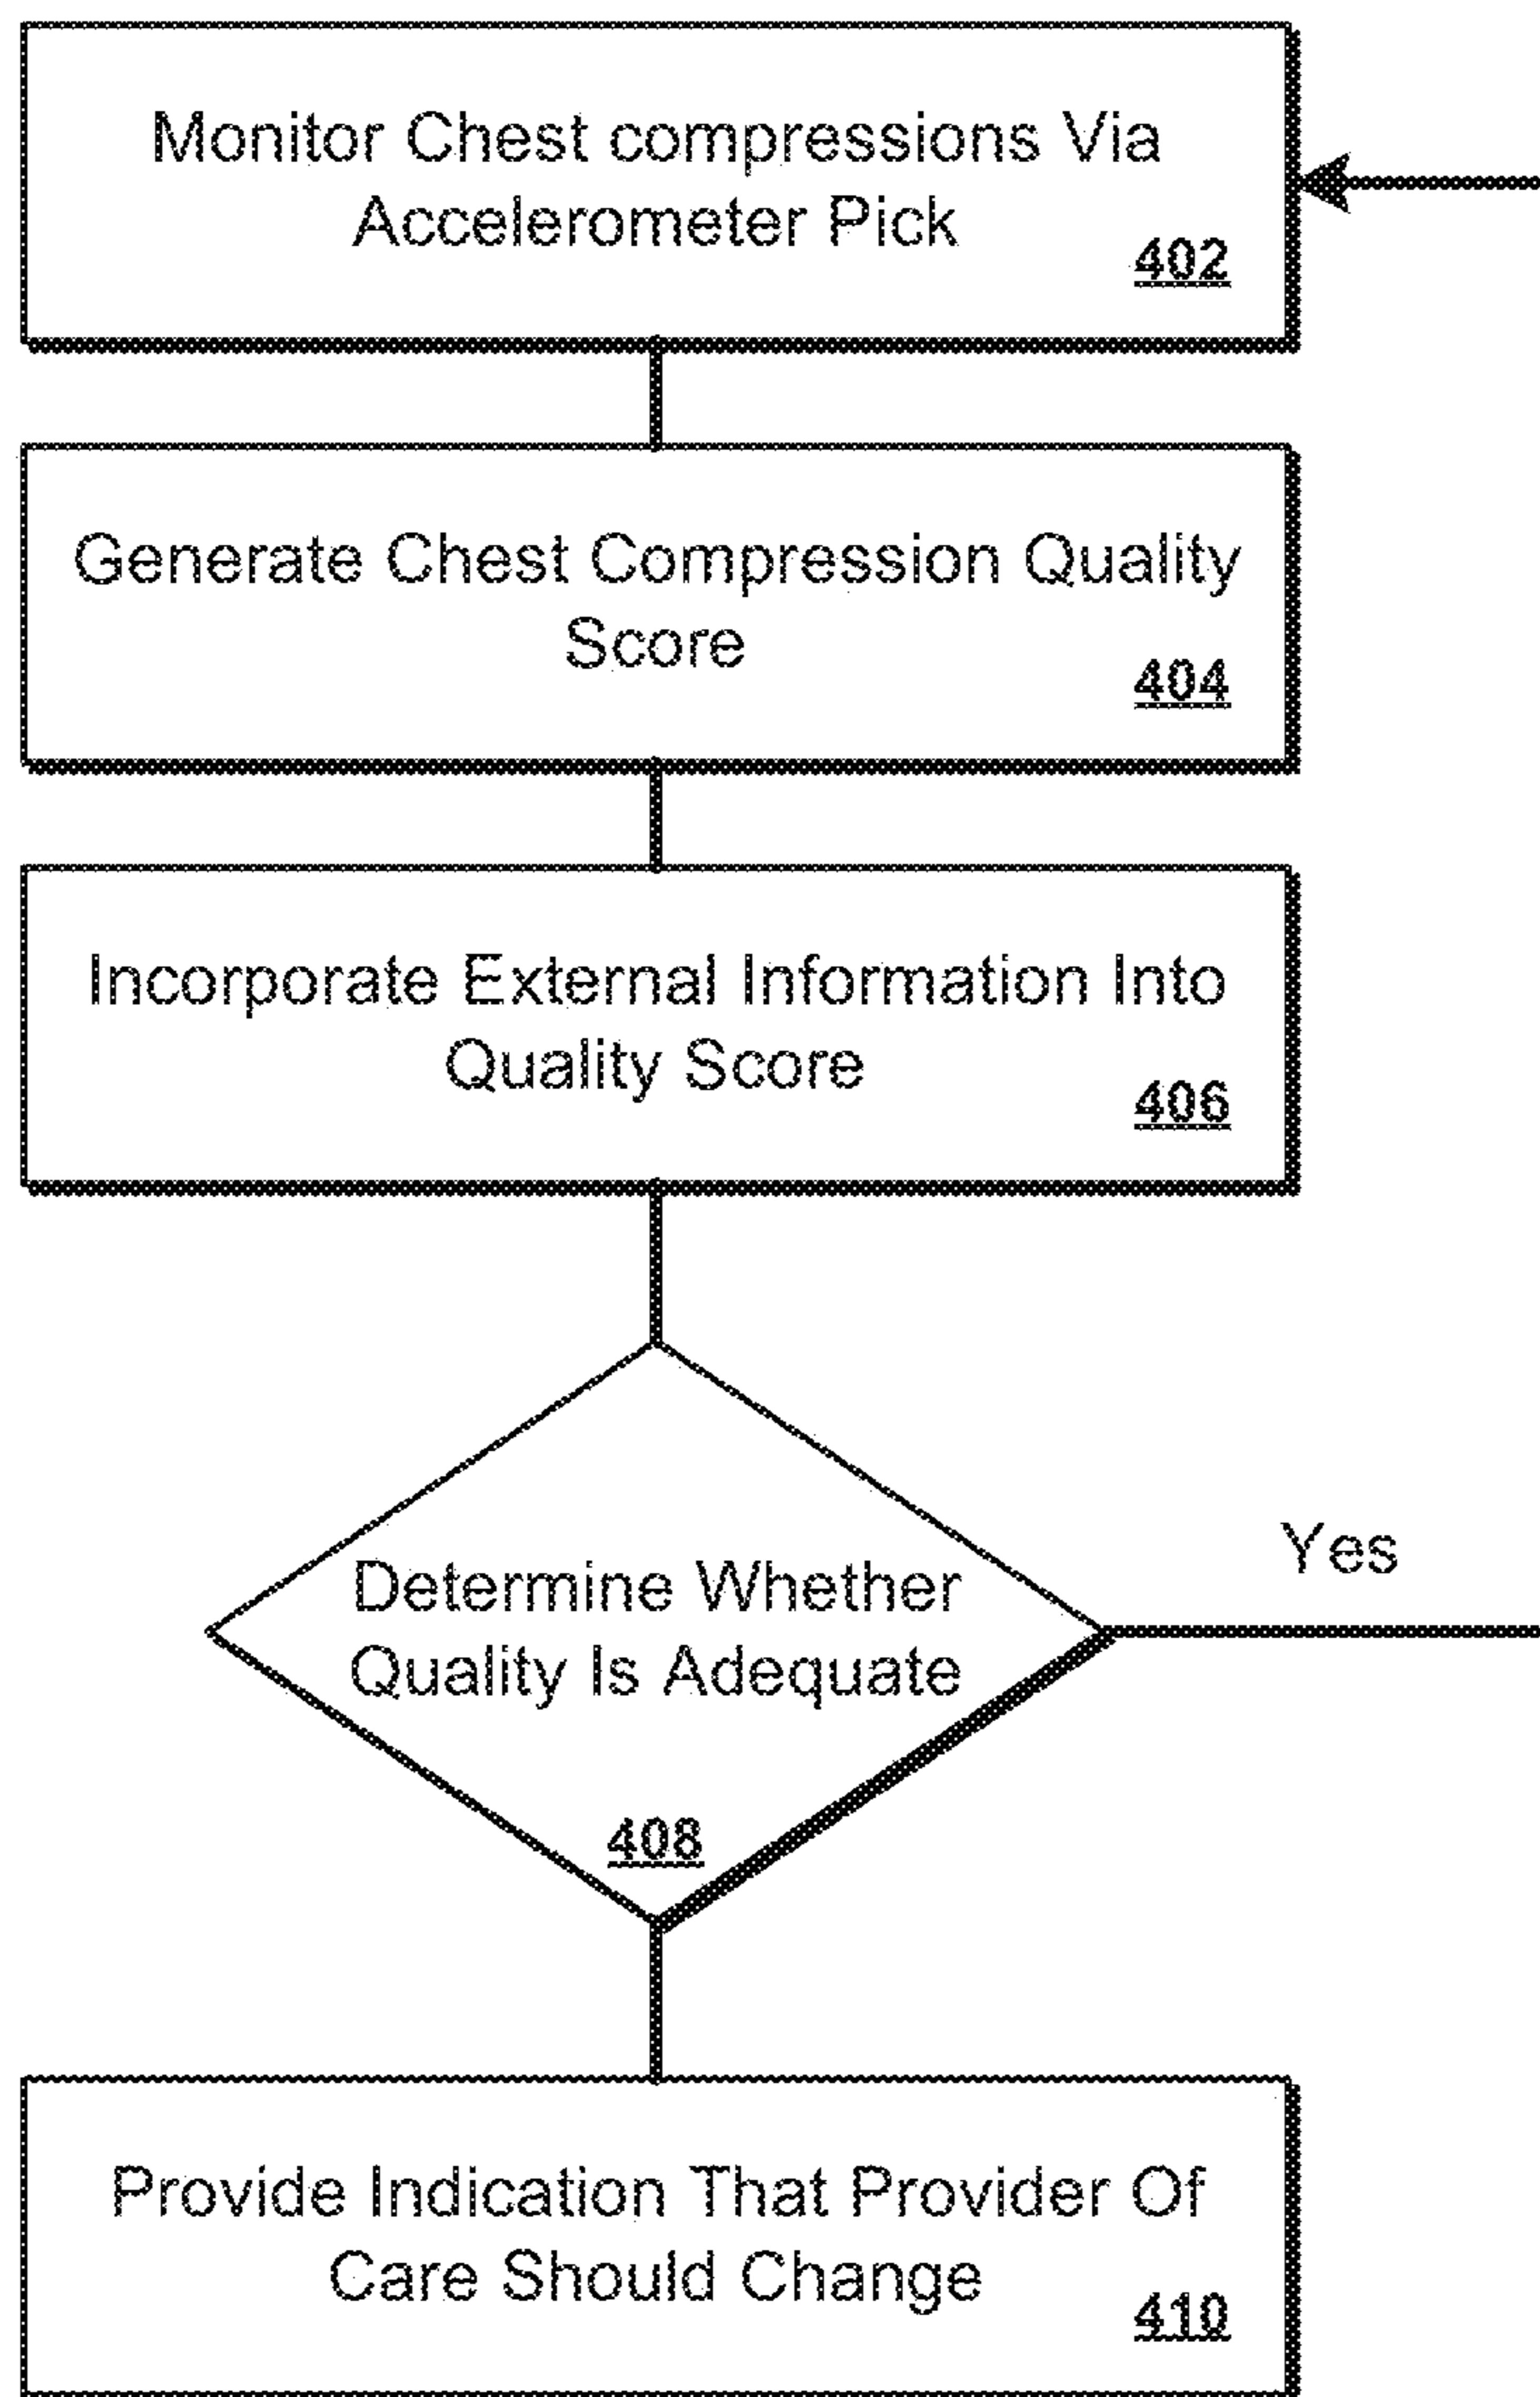 Monitor Chest compressions Via
Accelerometer Pick
402
Generate Chest Compression Quality
Score
404
Incorporate External Information Into
Quality Score
406
Determine Whether
Quality Is Adequate
Yes
408
Provide Indication That Provider Of
Care Should Change
410